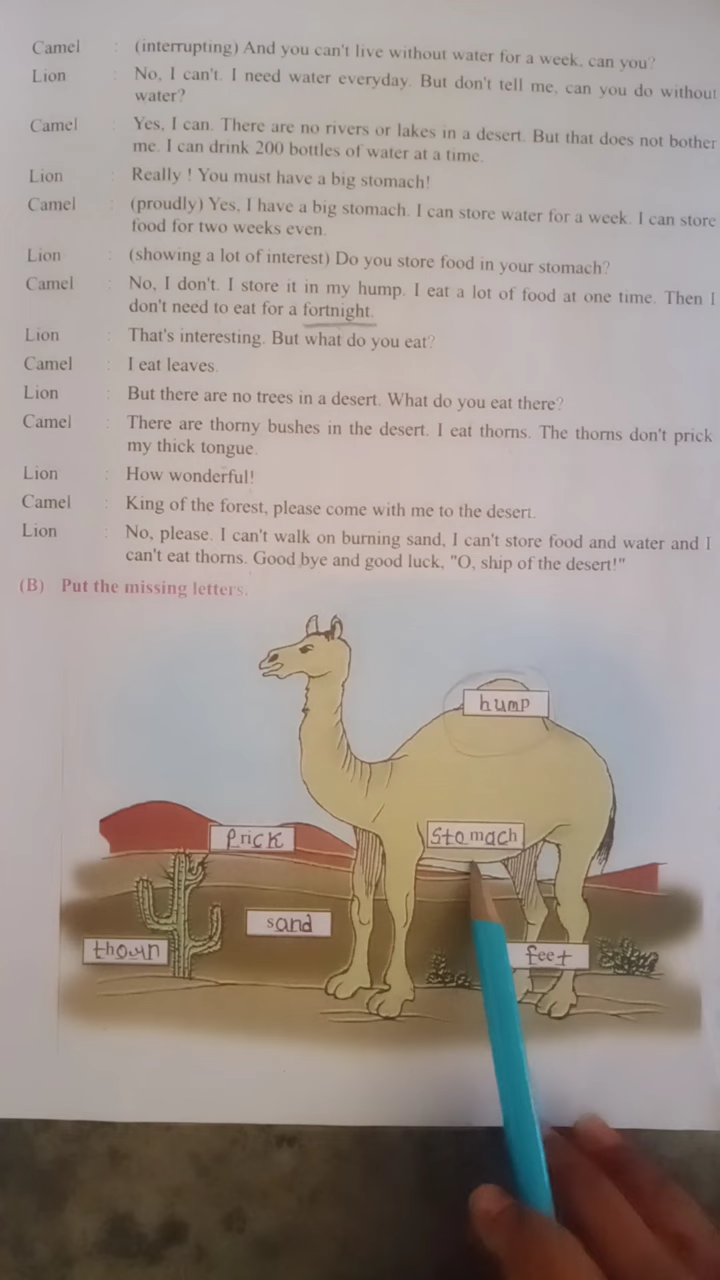 Camel : (interrupting) And you can't live without water for a week, can you?
Lion : No, I can't. I need water everyday. But don't tell me, can you do without
water?
Camel : Yes, I can. There are no rivers or lakes in a desert. But that does not bother
me. I can drink 200 bottles of water at a time.
Lion : Really ! You must have a big stomach!
Camel : (proudly) Yes, I have a big stomach. I can store water for a week. I can store
food for two weeks even.
Lion : (showing a lot of interest) Do you store food in your stomach?
Camel : No, I don't. I store it in my hump. I eat a lot of food at one time. Then I
don't need to eat for a fortnight.
Lion : That's interesting. But what do you eat?
Camel : I eat leaves.
Lion : But there are no trees in a desert. What do you eat there?
Camel : There are thorny bushes in the desert. I eat thorns. The thorns don't prick
my thick tongue.
Lion : How wonderful!
Camel : King of the forest, please come with me to the desert.
Lion : No, please. I can't walk on burning sand, I can't store food and water and I
can't eat thorns. Good bye and good luck, "O, ship of the desert!"
(B) Put the missing letters.
hump
Prick
Stomach
sand
thorn
feet